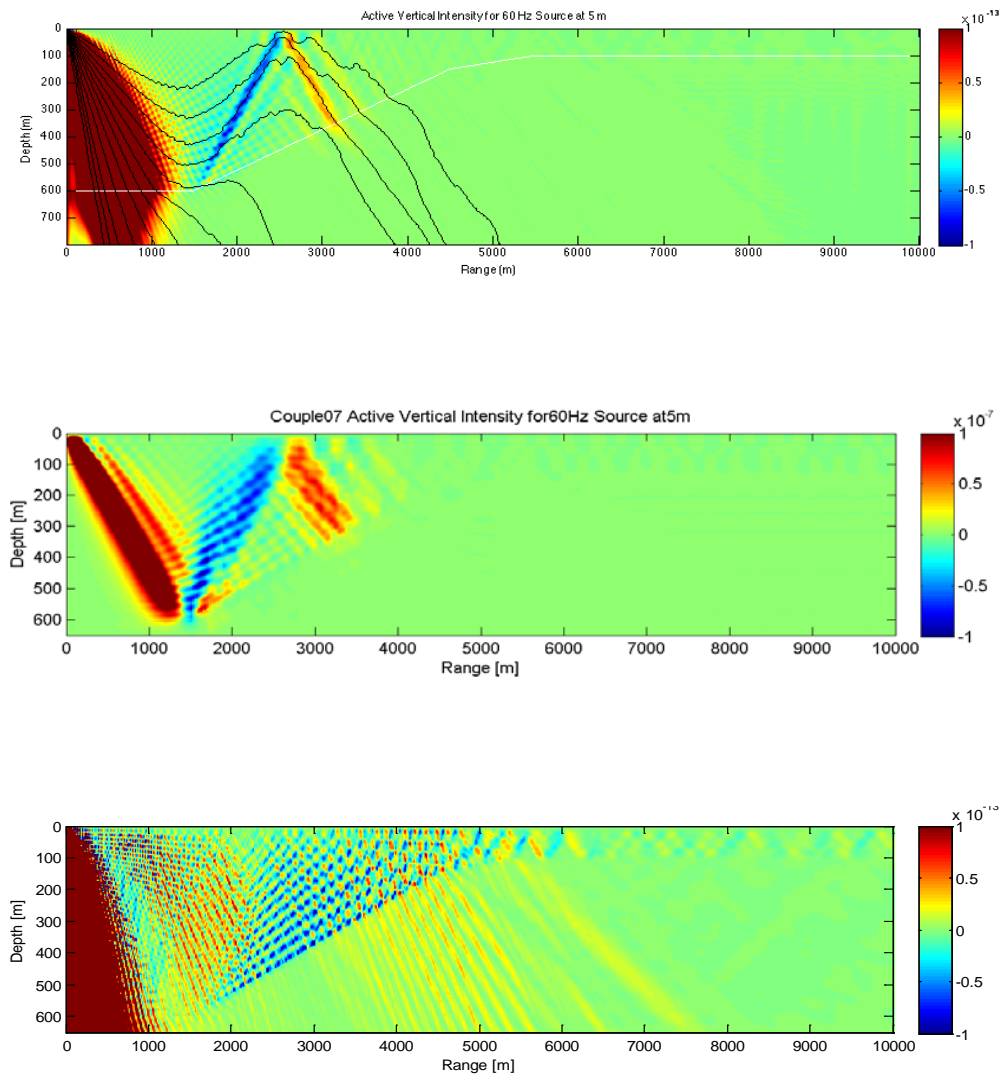 Active Vertical Intensity for 60 Hz Source at 5 m
x 10^-13
0
100
200
300
400
500
600
700
Depth (m)
0 1000 2000 3000 4000 5000 6000 7000 8000 9000 10000
Range (m)
1
0.5
0
-0.5
-1
Couple07 Active Vertical Intensity for60Hz Source at5m
x 10^-7
0
100
200
300
400
500
600
Depth [m]
0 1000 2000 3000 4000 5000 6000 7000 8000 9000 10000
Range [m]
1
0.5
0
-0.5
-1
x 10
0
100
200
300
400
500
600
Depth [m]
0 1000 2000 3000 4000 5000 6000 7000 8000 9000 10000
Range [m]
1
0.5
0
-0.5
-1